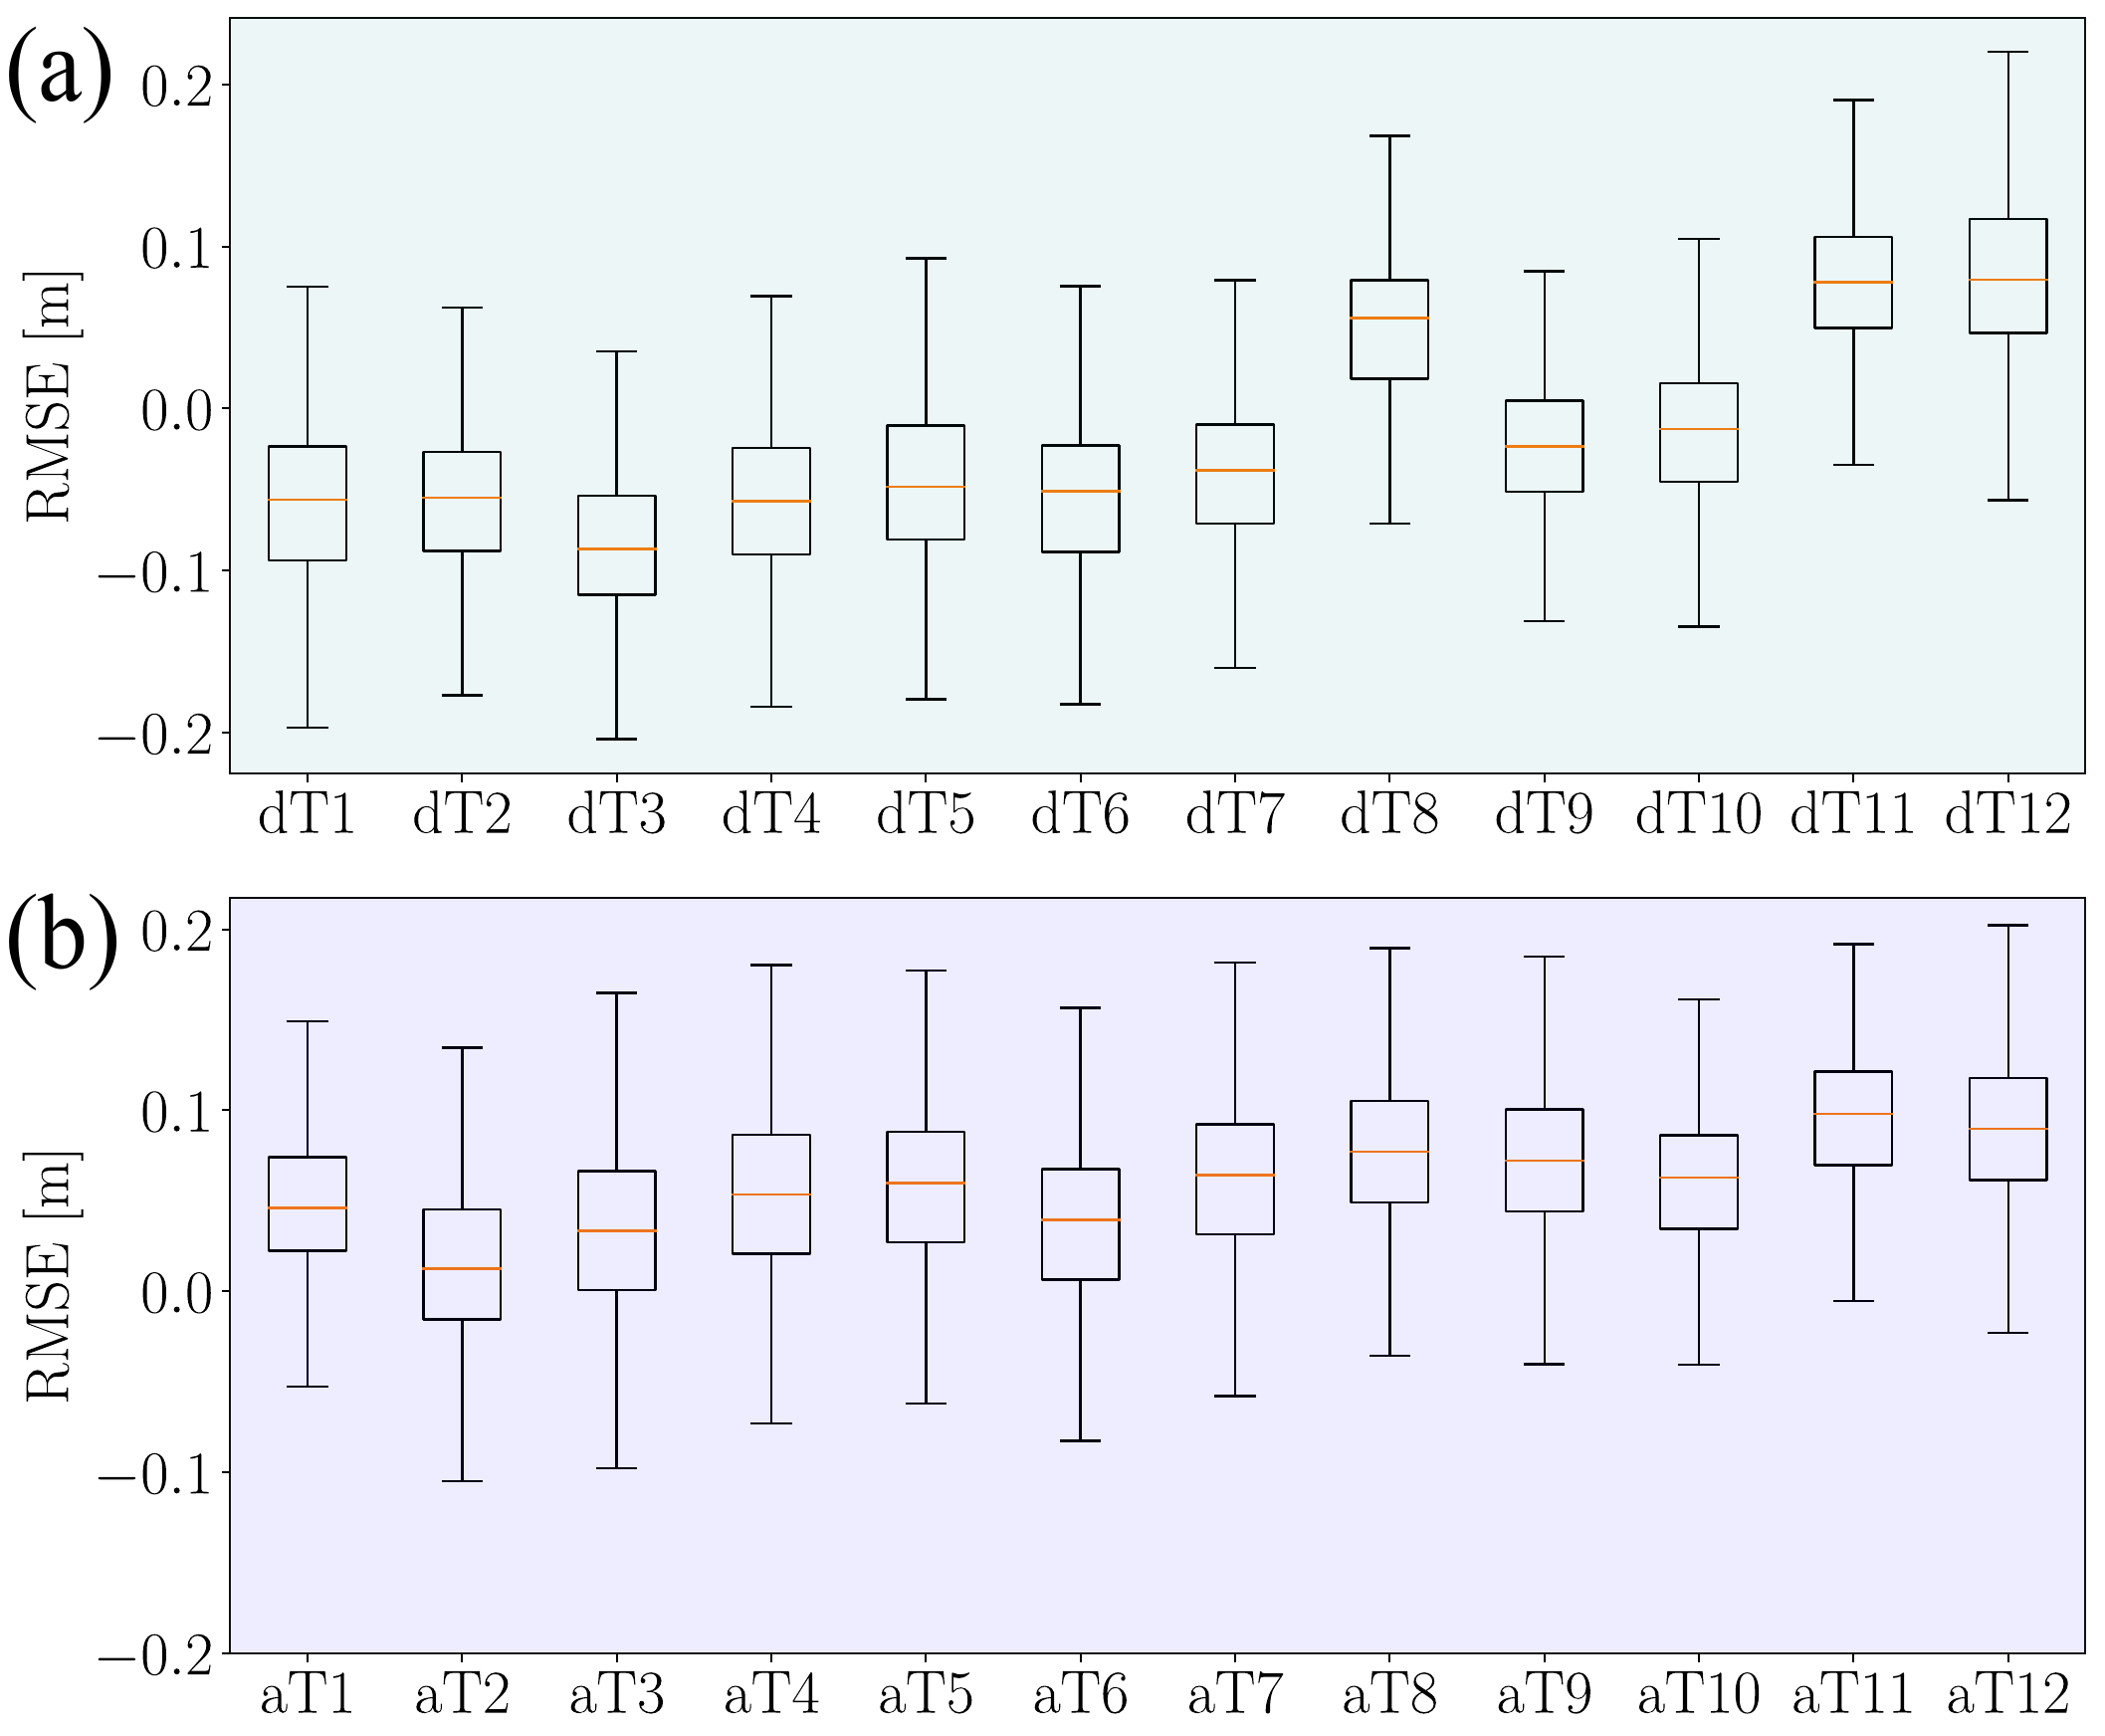 (a)
RMSE [m]
0.2
0.1
0.0
−0.1
−0.2
dT1 dT2 dT3 dT4 dT5 dT6 dT7 dT8 dT9 dT10 dT11 dT12
(b)
RMSE [m]
0.2
0.1
0.0
−0.1
−0.2
aT1 aT2 aT3 aT4 aT5 aT6 aT7 aT8 aT9 aT10 aT11 aT12